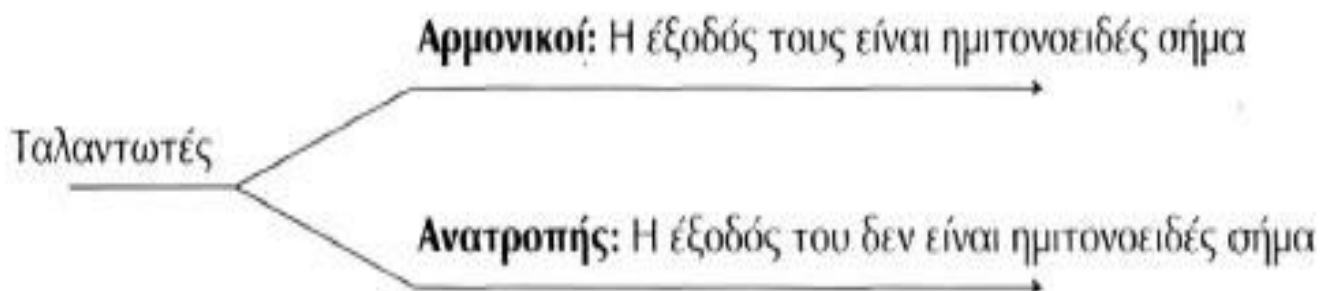 Αρμονικοί: Η έξοδός τους είναι ημιτονοειδές σήμα
Ταλαντωτές
Ανατροπής: Η έξοδός του δεν είναι ημιτονοειδές σήμα